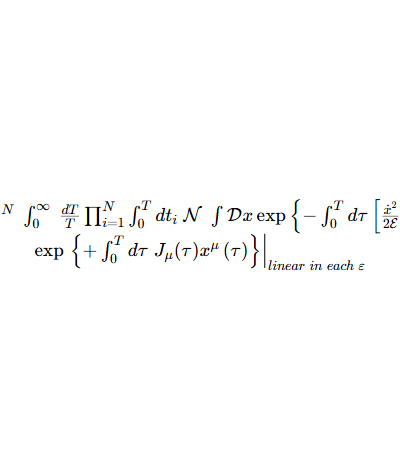 ^N ∫_0^∞ dT/T ∏_{i=1}^N ∫_0^T dt_i 𝒩 ∫ 𝒟x exp { − ∫_0^T dτ [ ẋ²/2ℰ
exp { + ∫_0^T dτ J_μ(τ)x^μ (τ) } |_{linear in each ε}